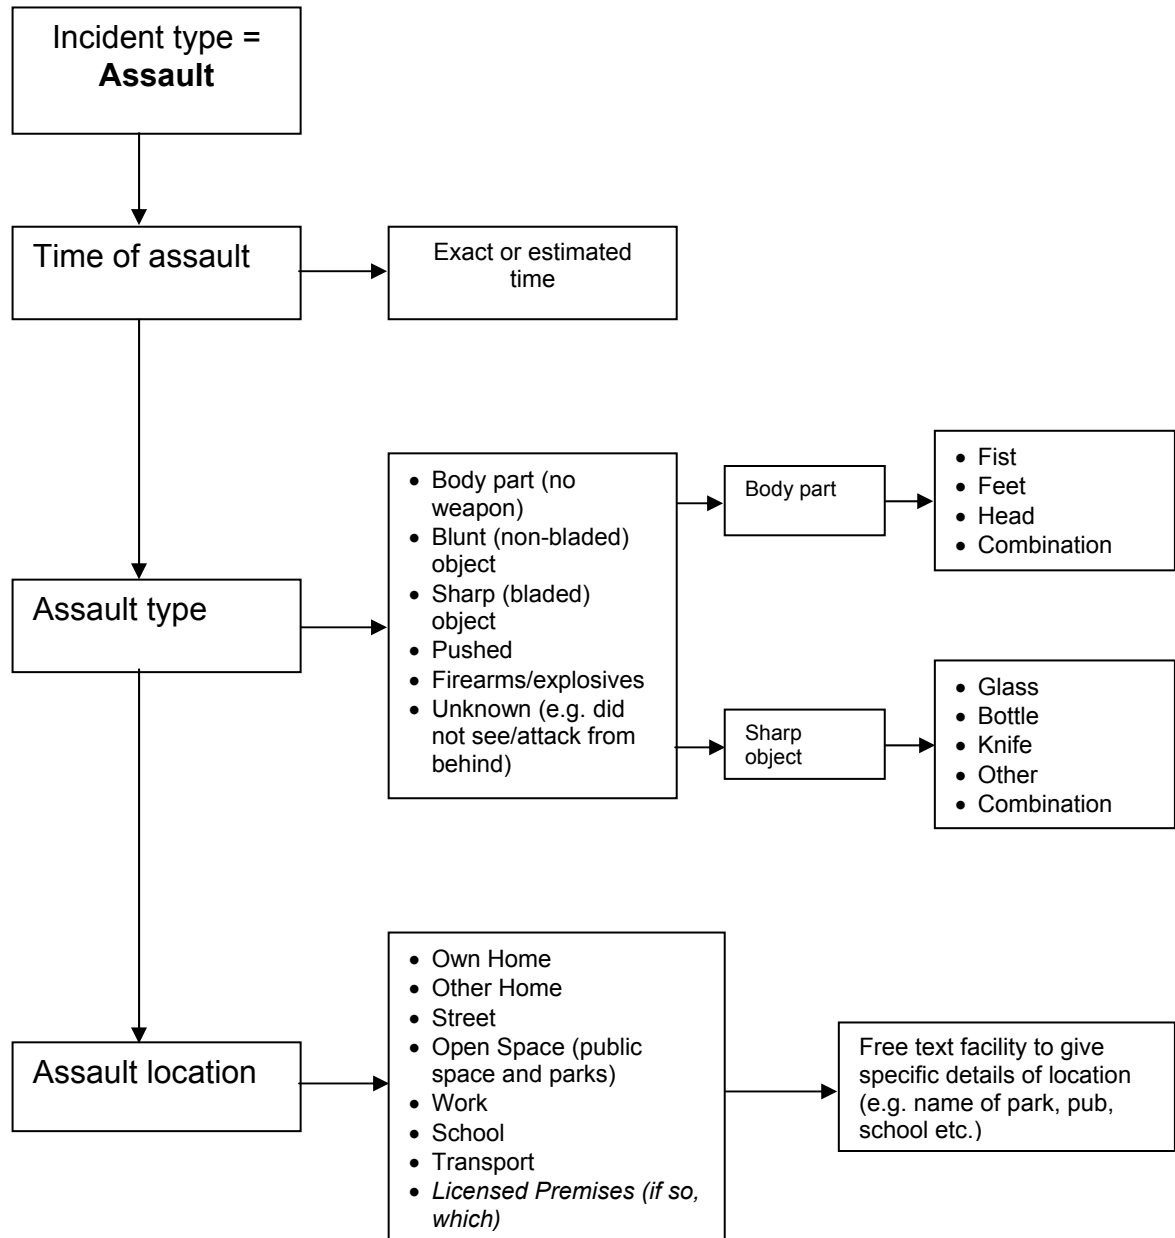 Incident type =
Assault
Time of assault
Exact or estimated
time
Assault type
• Body part (no
weapon)
• Blunt (non-bladed)
object
• Sharp (bladed)
object
• Pushed
• Firearms/explosives
• Unknown (e.g. did
not see/attack from
behind)
Body part
• Fist
• Feet
• Head
• Combination
Sharp
object
• Glass
• Bottle
• Knife
• Other
• Combination
Assault location
• Own Home
• Other Home
• Street
• Open Space (public
space and parks)
• Work
• School
• Transport
• Licensed Premises (if so,
which)
Free text facility to give
specific details of location
(e.g. name of park, pub,
school etc.)